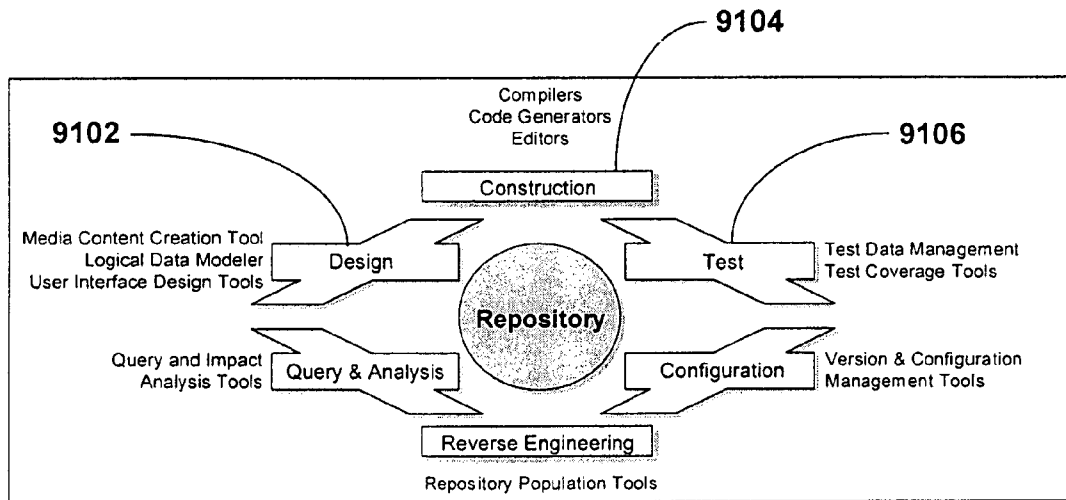 9104
Compilers
Code Generators
Editors
9102
9106
Construction
Media Content Creation Tool
Logical Data Modeler
User Interface Design Tools
Design
Test
Test Data Management
Test Coverage Tools
Repository
Query and Impact
Analysis Tools
Query & Analysis
Configuration
Version & Configuration
Management Tools
Reverse Engineering
Repository Population Tools